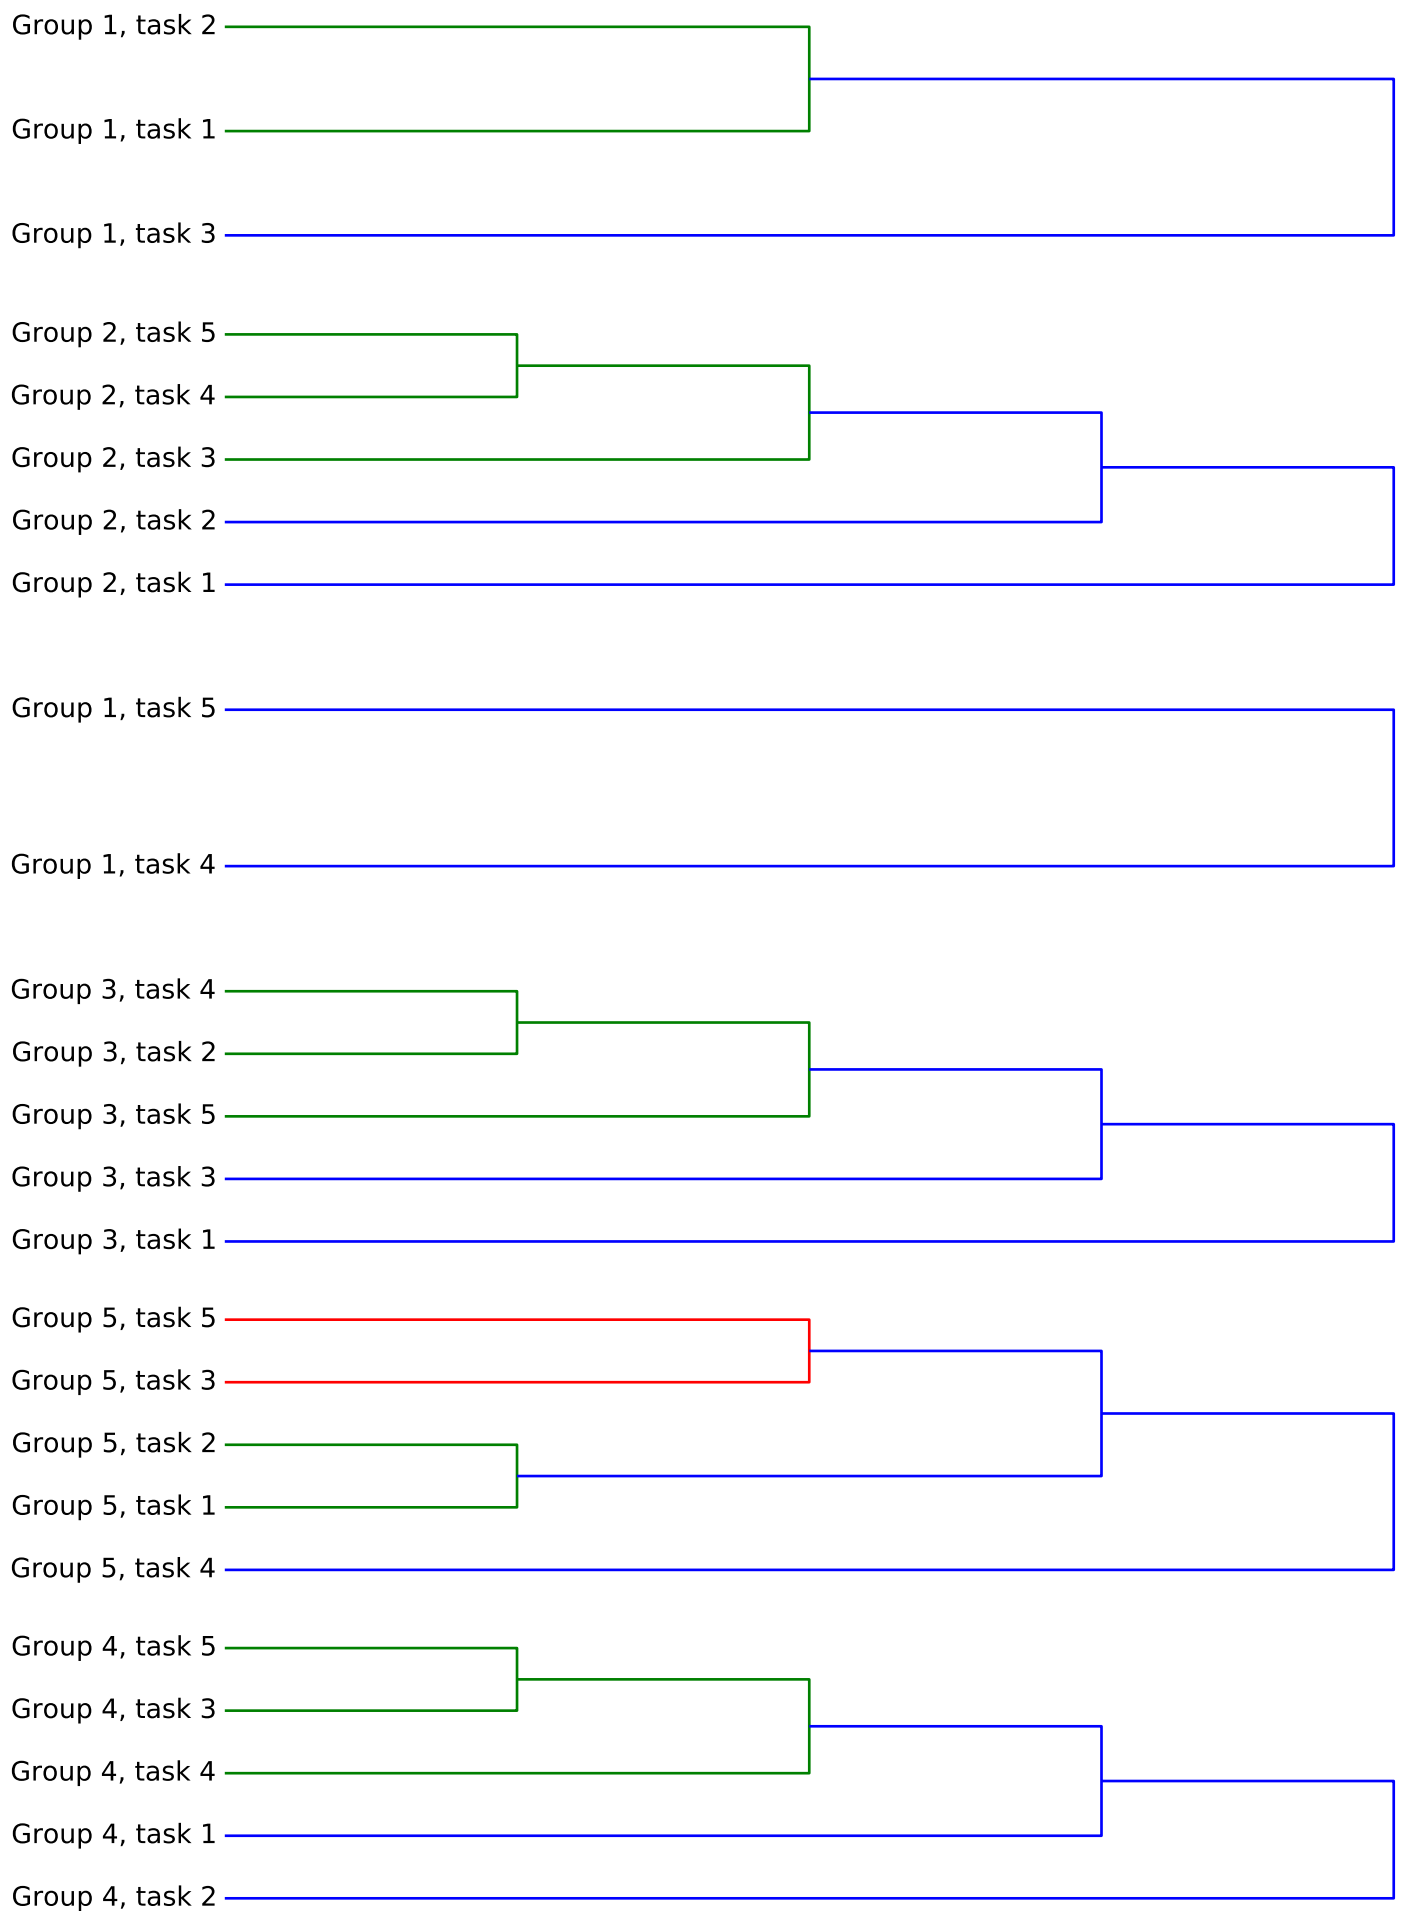 Group 1, task 2
Group 1, task 1
Group 1, task 3
Group 2, task 5
Group 2, task 4
Group 2, task 3
Group 2, task 2
Group 2, task 1
Group 1, task 5
Group 1, task 4
Group 3, task 4
Group 3, task 2
Group 3, task 5
Group 3, task 3
Group 3, task 1
Group 5, task 5
Group 5, task 3
Group 5, task 2
Group 5, task 1
Group 5, task 4
Group 4, task 5
Group 4, task 3
Group 4, task 4
Group 4, task 1
Group 4, task 2